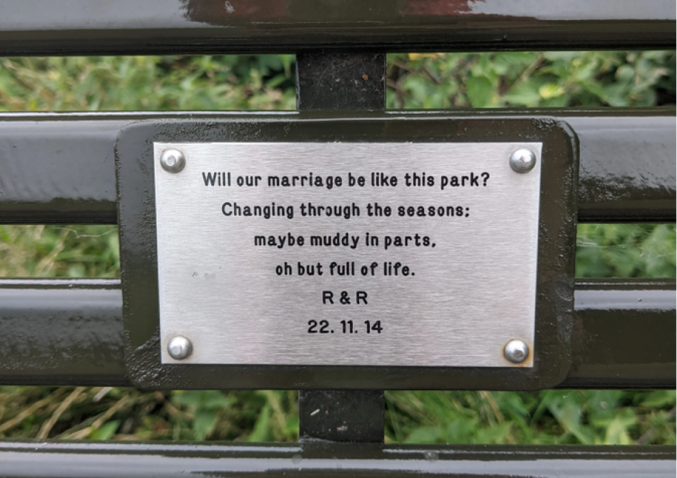 Will our marriage be like this park?
Changing through the seasons;
maybe muddy in parts,
oh but full of life.
R & R
22. 11. 14